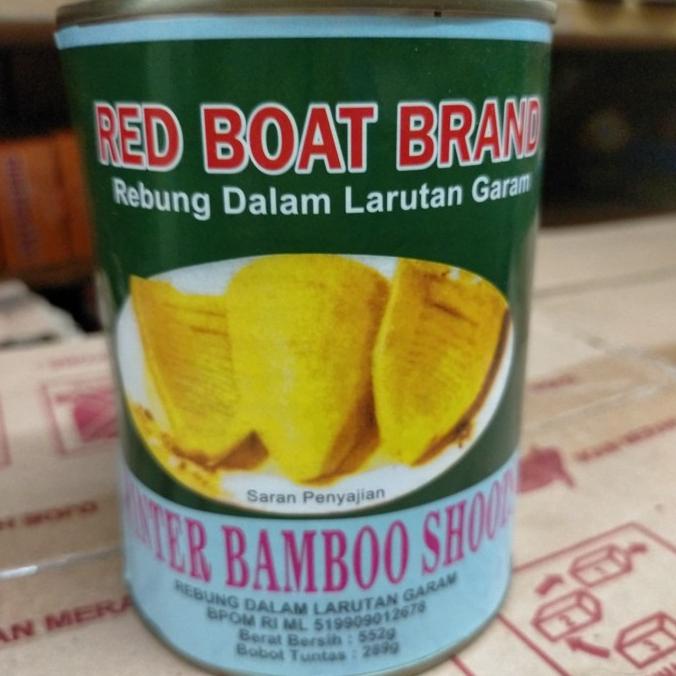 RED BOAT BRAND
Rebung Dalam Larutan Garam
Saran Penyajian
WINTER BAMBOO SHOOTS
REBUNG DALAM LARUTAN GARAM
BPOM RI ML 519909012678
Berat Bersih : 552g
Bobot Tuntas : 289g